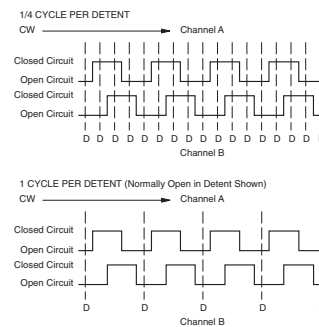 1/4 CYCLE PER DETENT
CW Channel A
Closed Circuit
Open Circuit
Closed Circuit
Open Circuit
D D D D D D D D D D D D D D D D
Channel B
1 CYCLE PER DETENT (Normally Open in Detent Shown)
CW Channel A
Closed Circuit
Open Circuit
Closed Circuit
Open Circuit
D D D D
Channel B